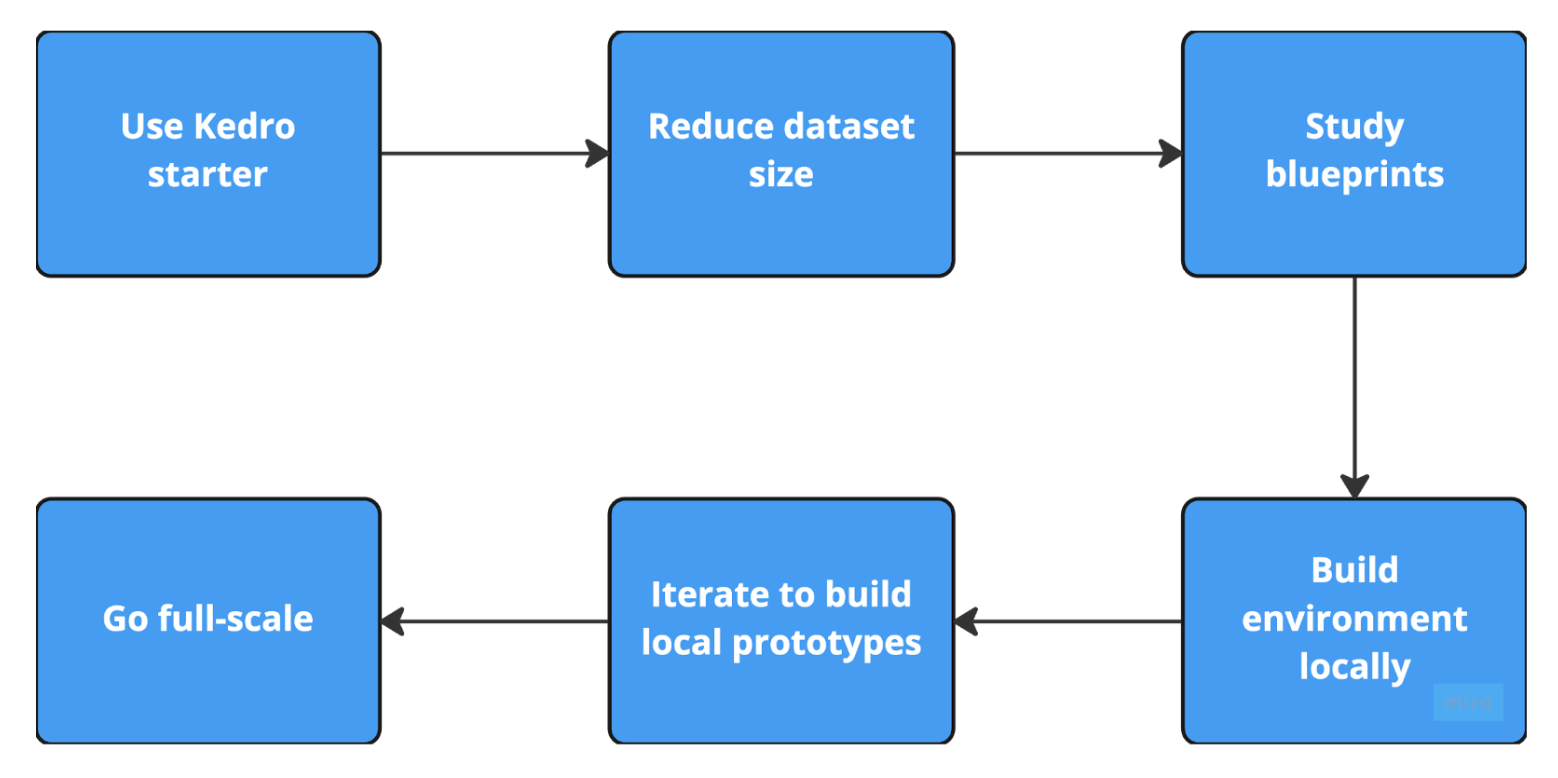 Use Kedro
starter
Reduce dataset
size
Study
blueprints
Build
environment
locally
Iterate to build
local prototypes
Go full-scale
miro